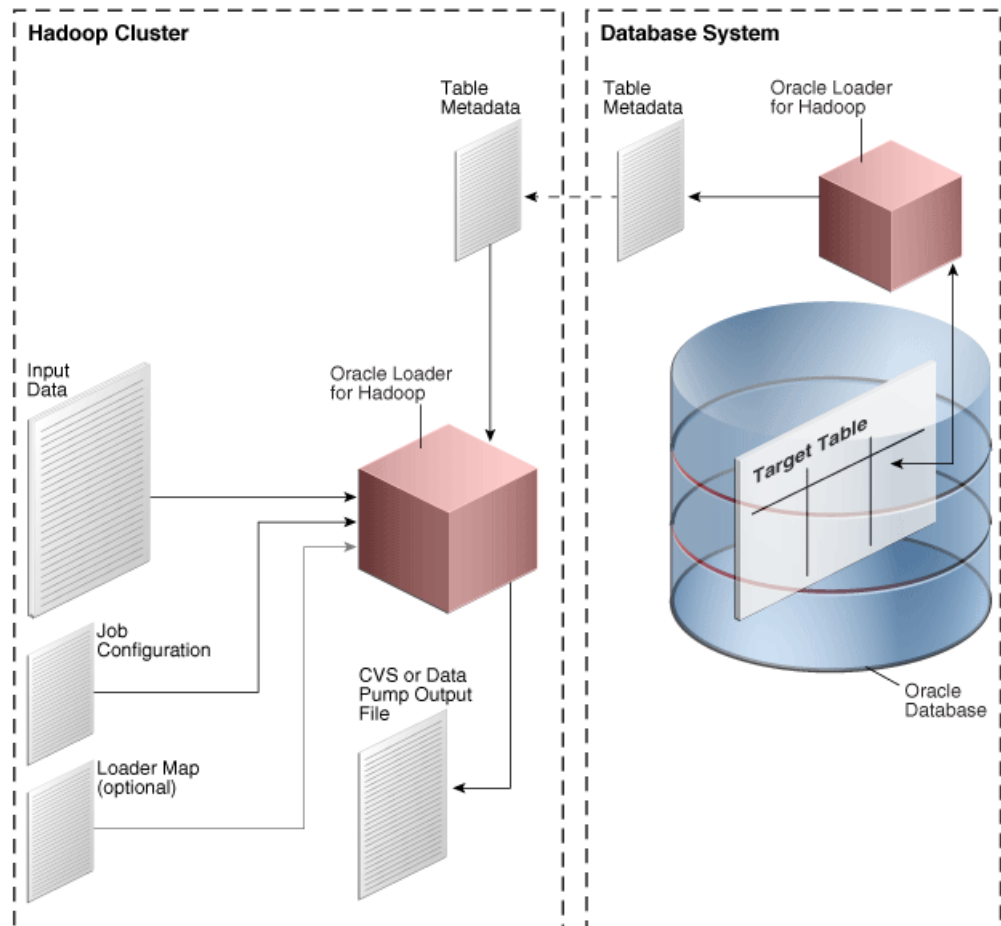 Hadoop Cluster
Database System
Table
Metadata
Table
Metadata
Oracle Loader
for Hadoop
Input
Data
Oracle Loader
for Hadoop
Target Table
Job
Configuration
CVS or Data
Pump Output
File
Oracle
Database
Loader Map
(optional)